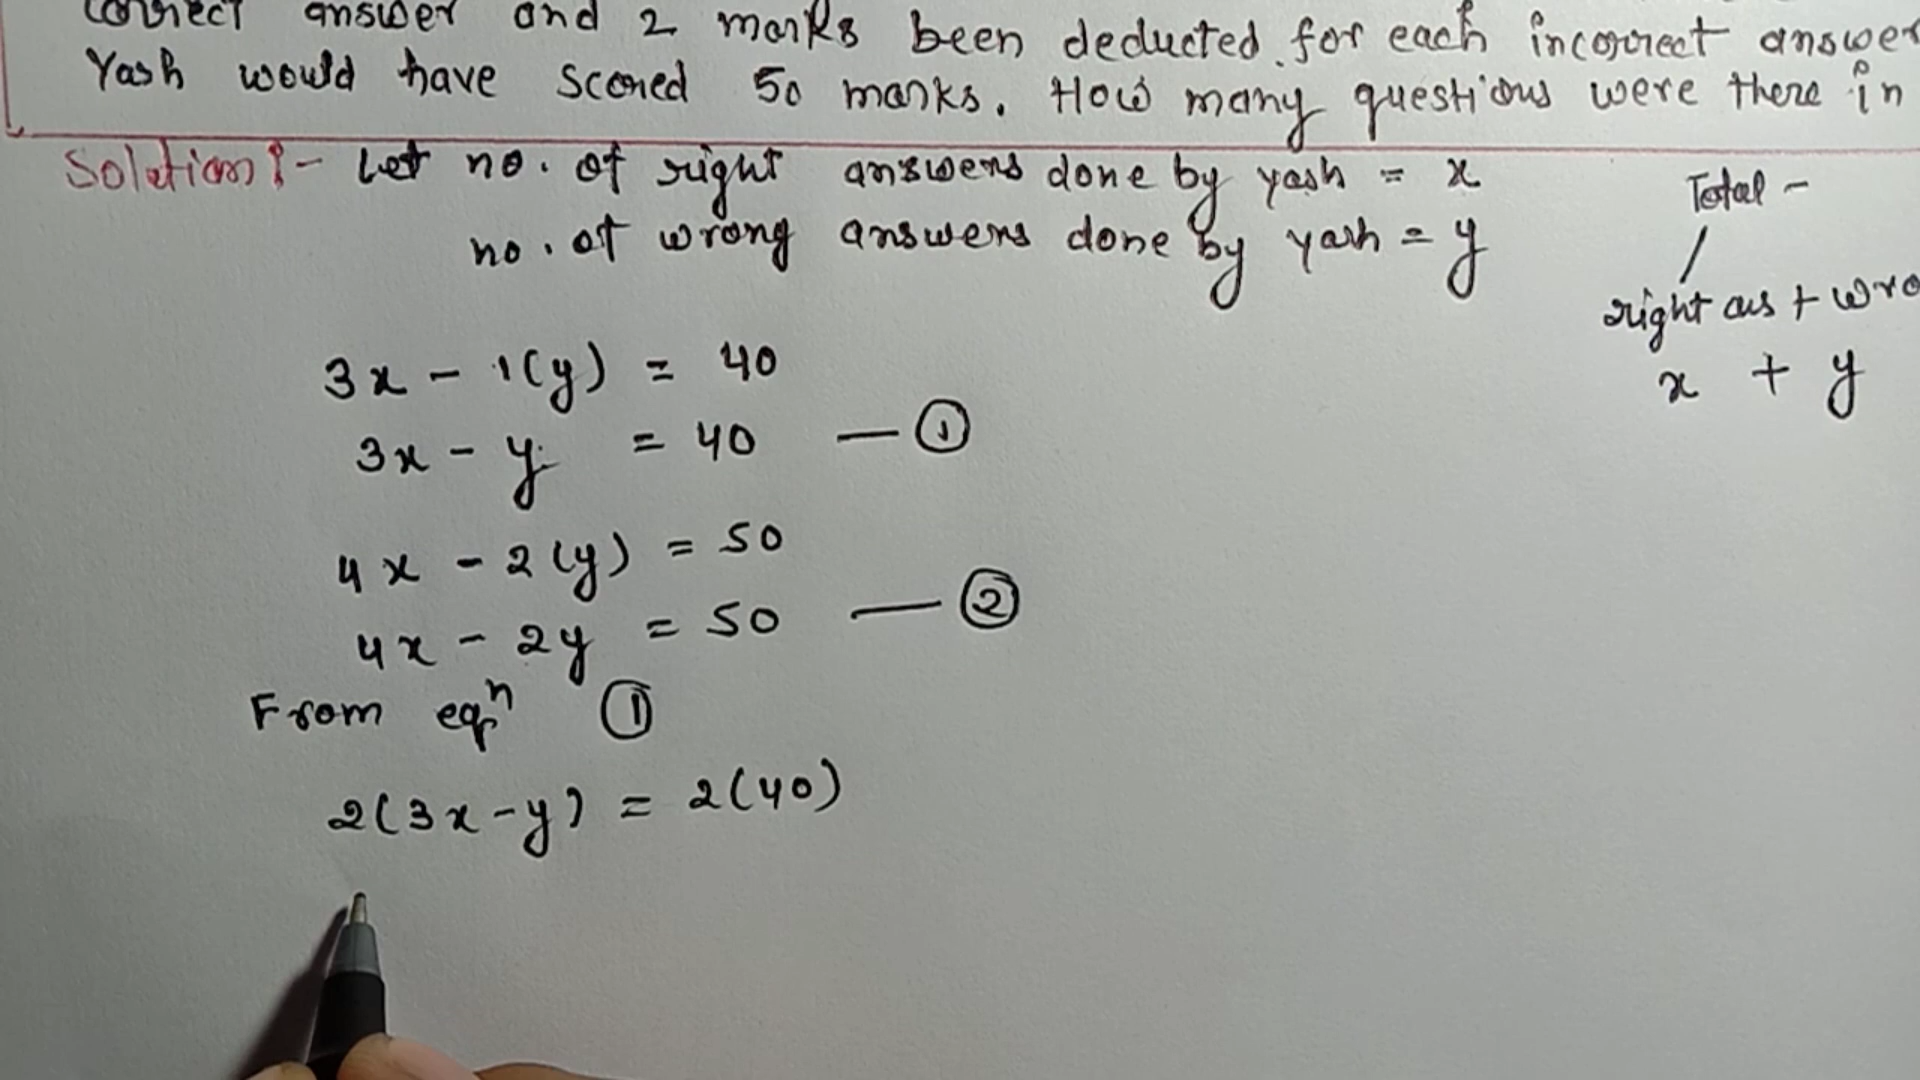 correct answer and 2 marks been deducted for each incorrect answer
Yash would have scored 50 marks. How many questions were there in
Solution :- Let no. of right answers done by yash = x
no. of wrong answers done by yash = y
Total -
right ans + wro
x + y
3x - 1(y) = 40
3x - y = 40 — ①
4x - 2(y) = 50
4x - 2y = 50 — ②
From eqⁿ ①
2(3x-y) = 2(40)